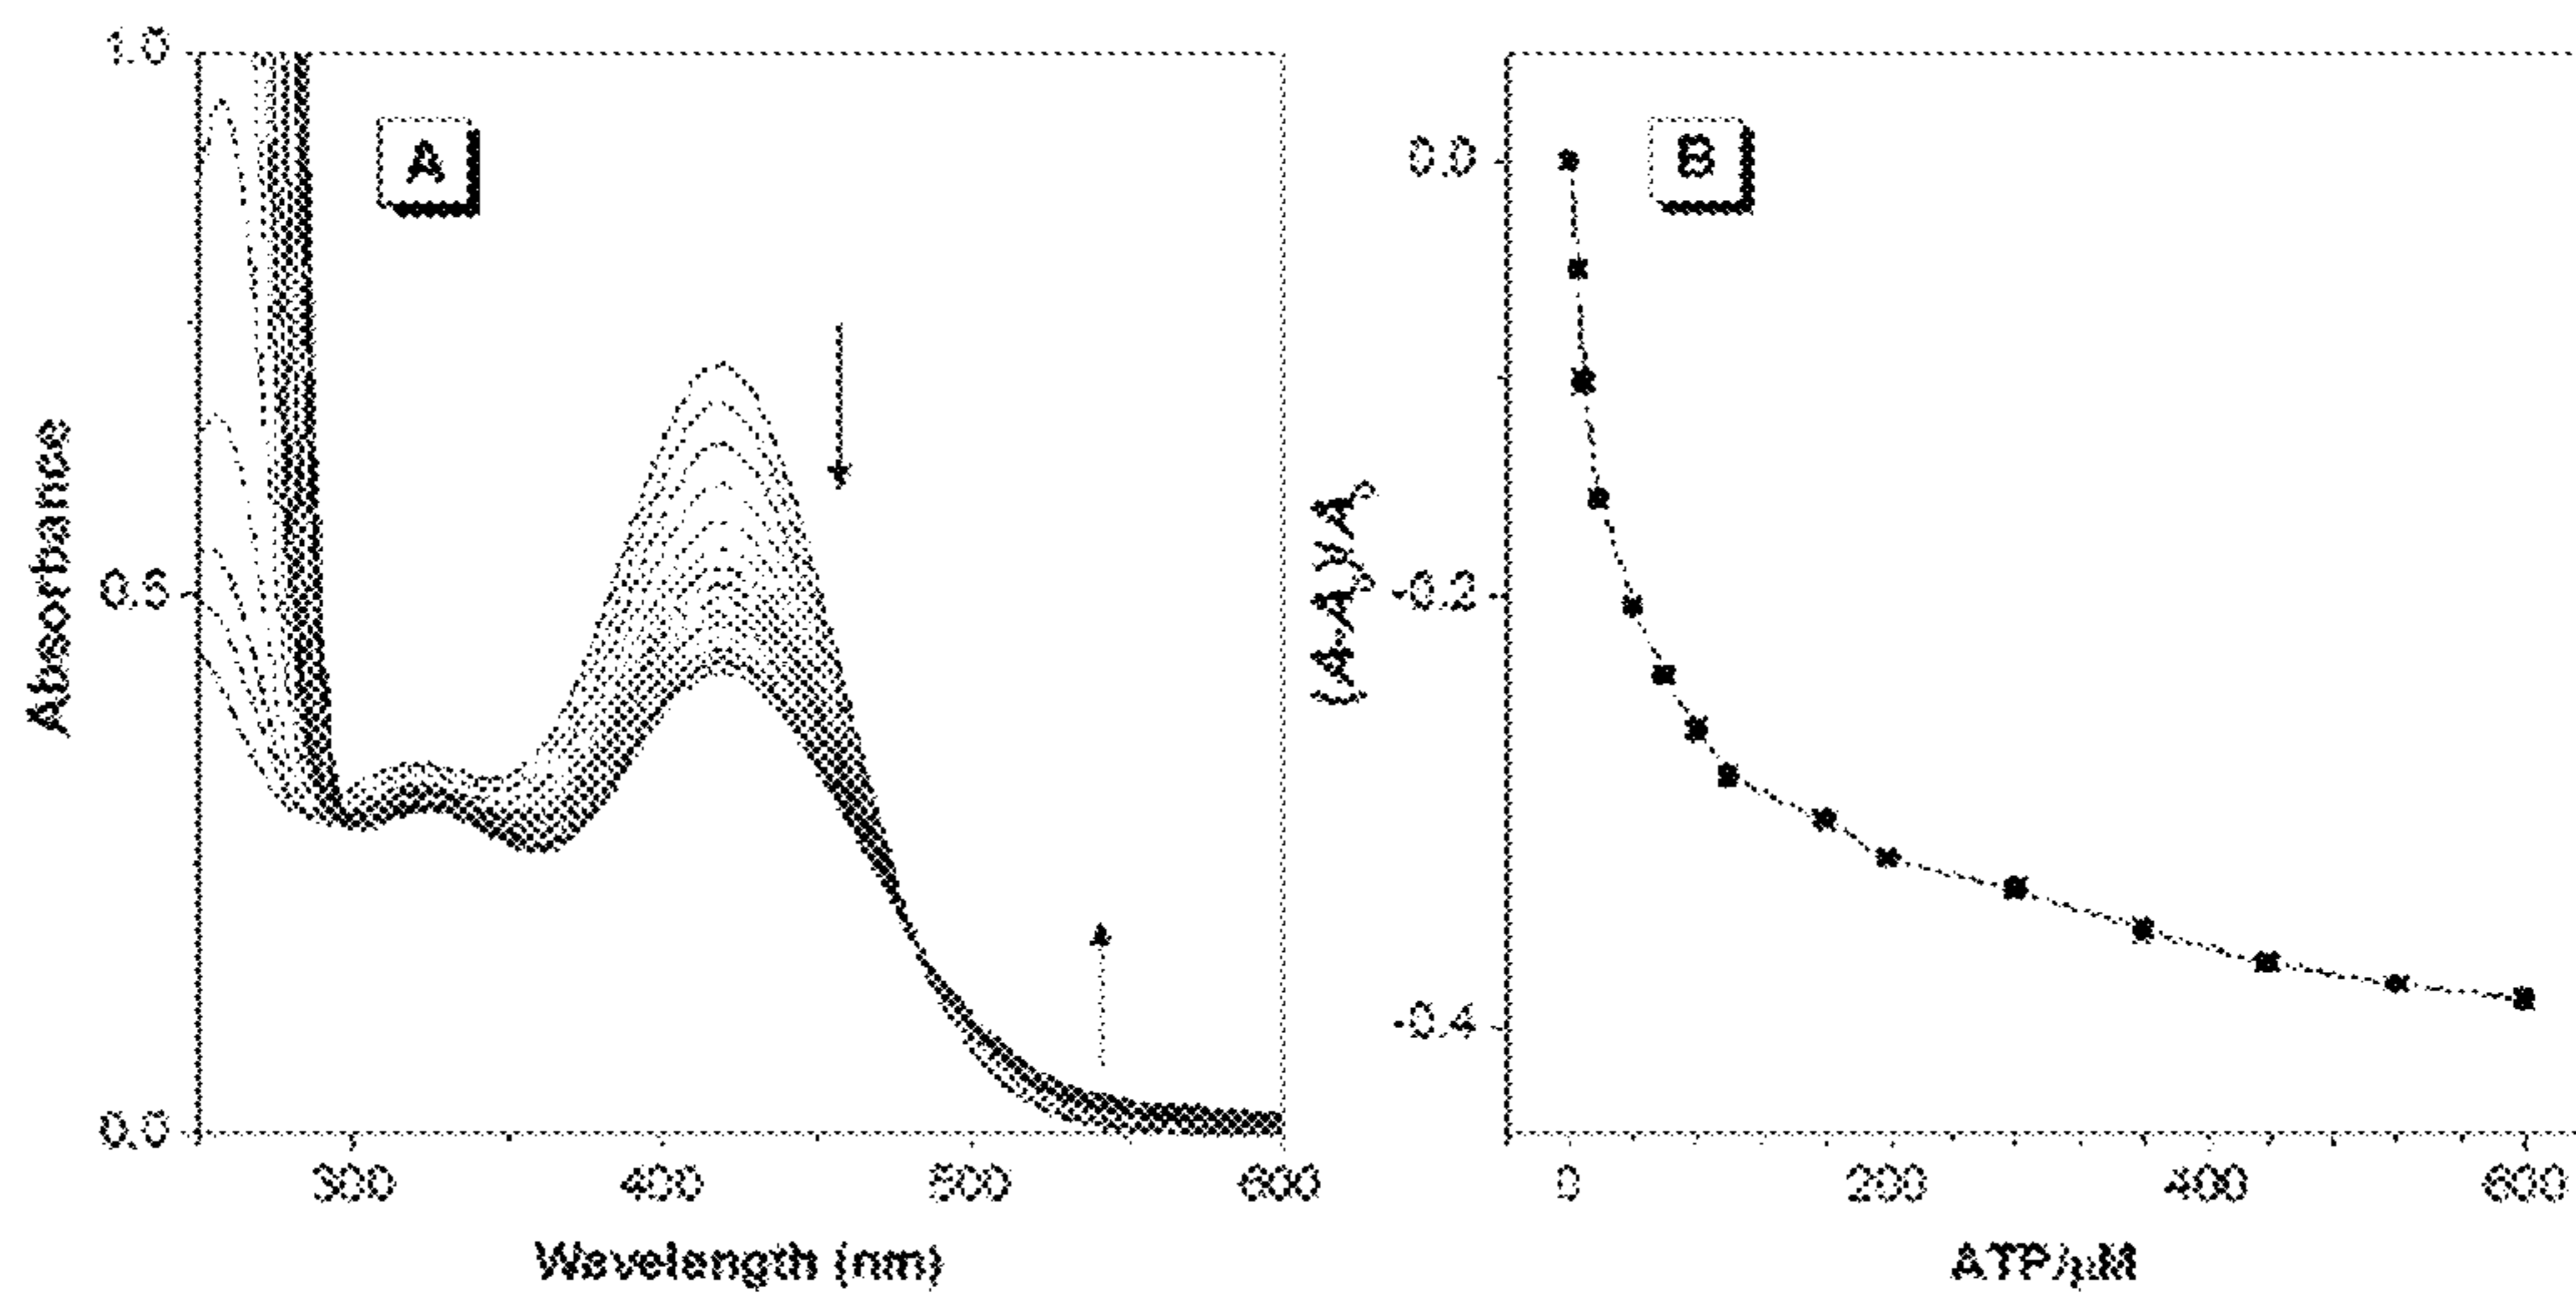 1.0
A
0.5
0.0
Absorbance
300 400 500 600
Wavelength (nm)
B
0.0
-0.2
-0.4
(A-A₀)/A₀
0 200 400 600
ATP/μM